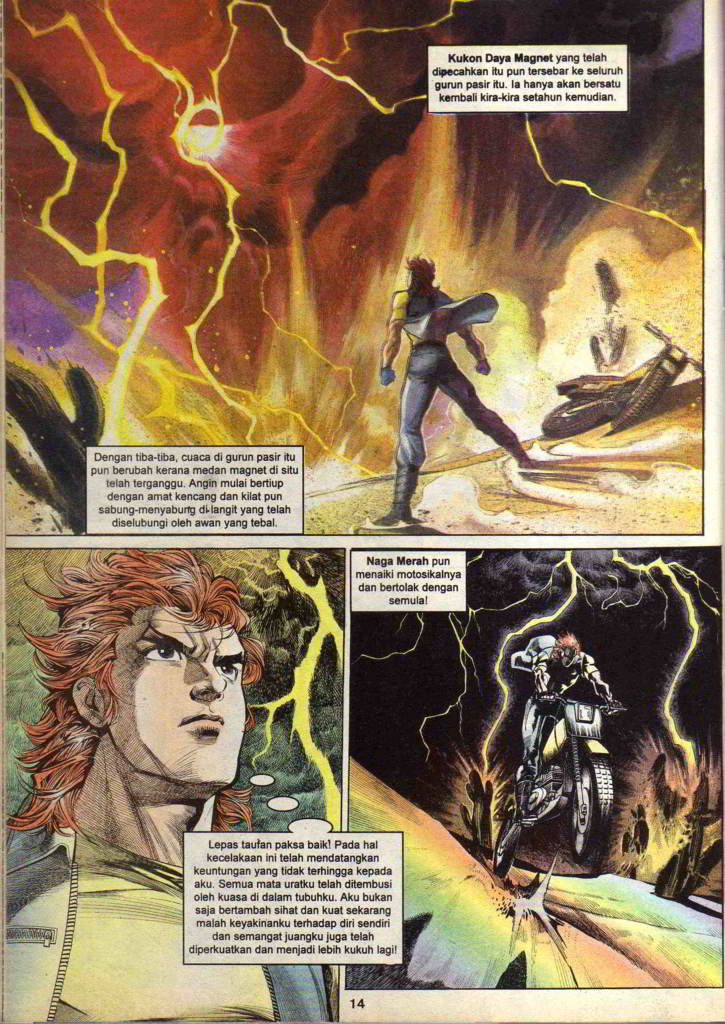 Kukon Daya Magnet yang telah
dipecahkan itu pun tersebar ke seluruh
gurun pasir itu. Ia hanya akan bersatu
kembali kira-kira setahun kemudian.
Dengan tiba-tiba, cuaca di gurun pasir itu
pun berubah kerana medan magnet di situ
telah terganggu. Angin mulai bertiup
dengan amat kencang dan kilat pun
sabung-menyabung di langit yang telah
diselubungi oleh awan yang tebal.
Naga Merah pun
menaiki motosikalnya
dan bertolak dengan
semula!
Lepas taufan paksa baik! Pada hal
kecelakaan ini telah mendatangkan
keuntungan yang tidak terhingga kepada
aku. Semua mata uratku telah ditembusi
oleh kuasa di dalam tubuhku. Aku bukan
saja bertambah sihat dan kuat sekarang
malah keyakinanku terhadap diri sendiri
dan semangat juangku juga telah
diperkuatkan dan menjadi lebih kukuh lagi!
14